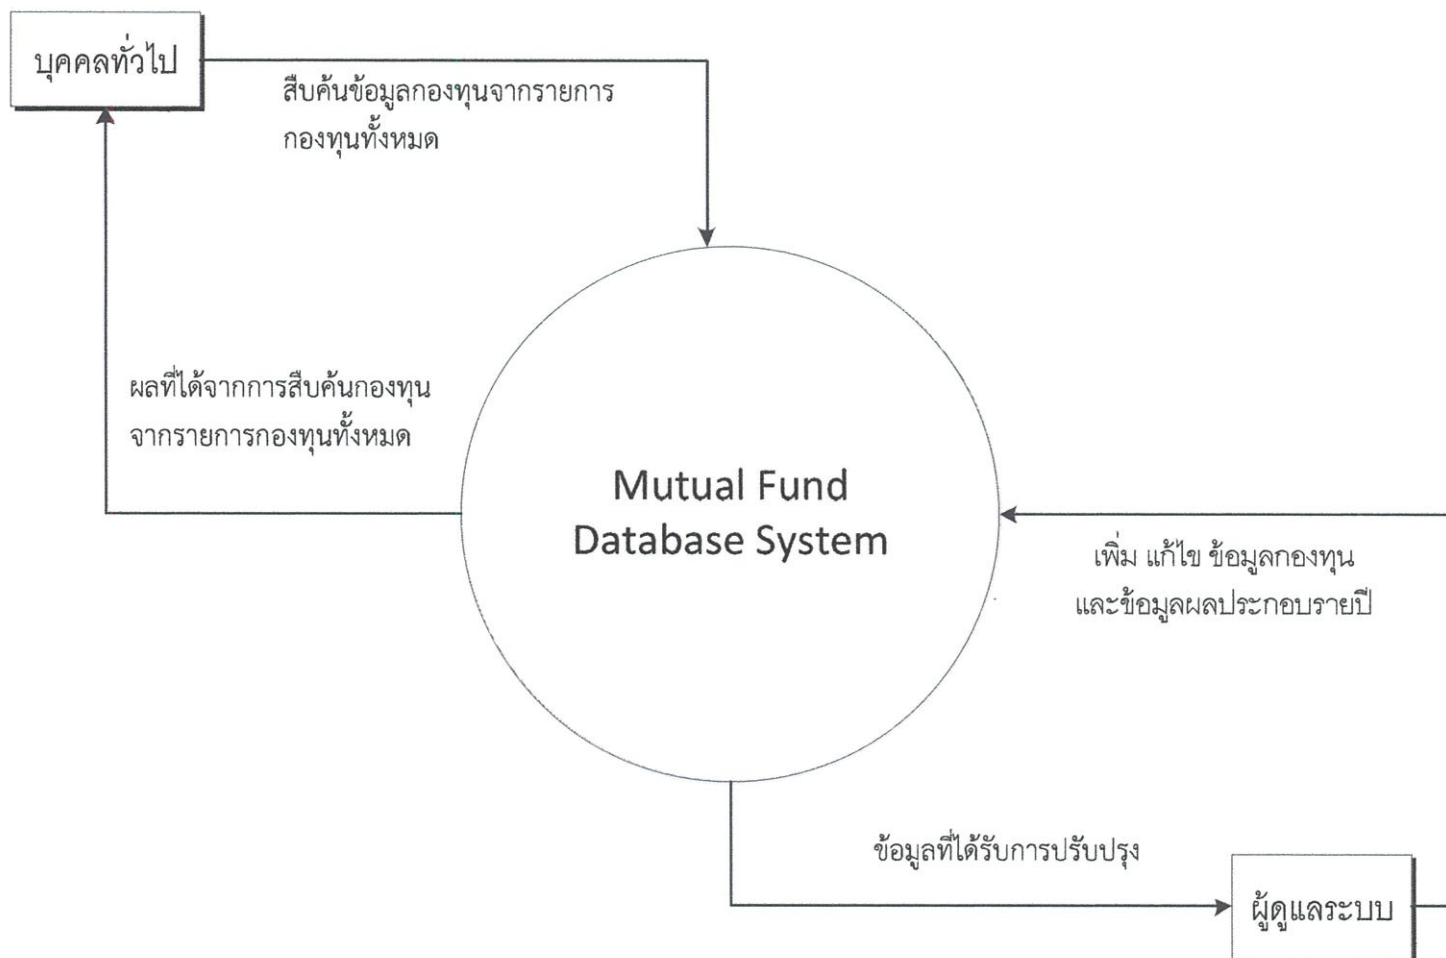 บุคคลทั่วไป
สืบค้นข้อมูลกองทุนจากรายการ
กองทุนทั้งหมด
ผลที่ได้จากการสืบค้นกองทุน
จากรายการกองทุนทั้งหมด
Mutual Fund
Database System
เพิ่ม แก้ไข ข้อมูลกองทุน
และข้อมูลผลประกอบรายปี
ข้อมูลที่ได้รับการปรับปรุง
ผู้ดูแลระบบ